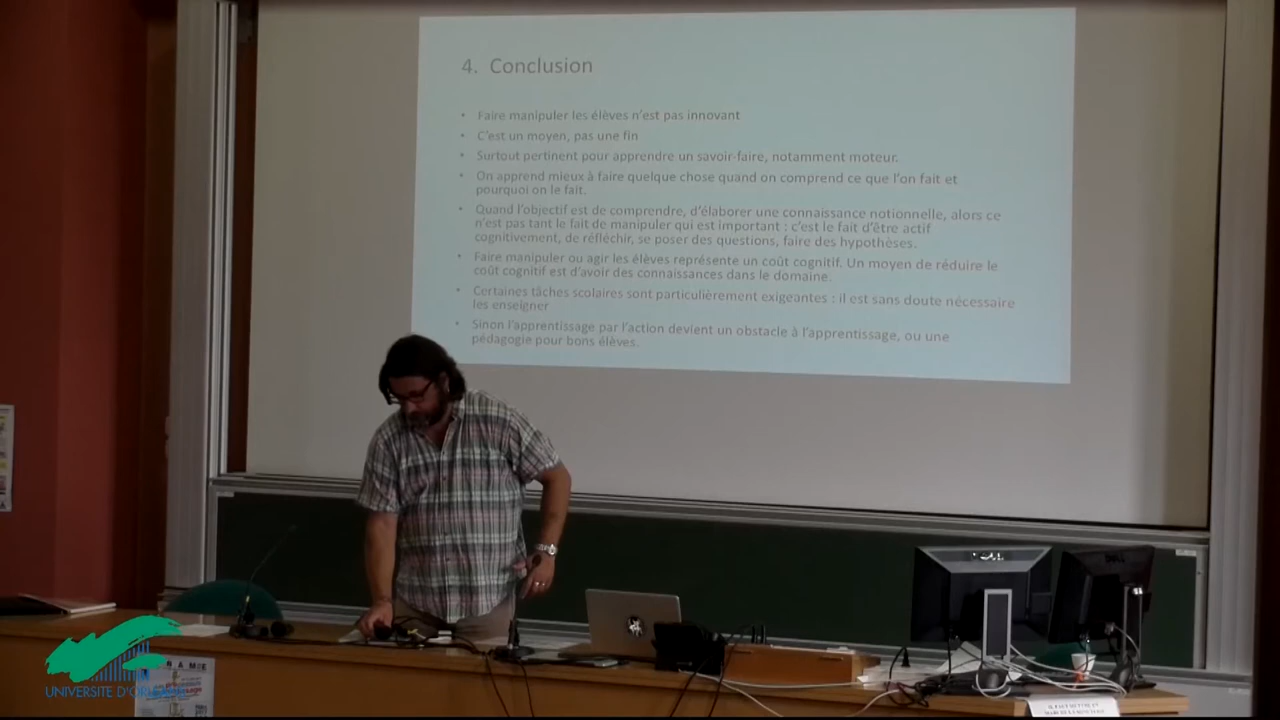 4. Conclusion
• Faire manipuler les élèves n'est pas innovant
• C'est un moyen, pas une fin
• Surtout pertinent pour apprendre un savoir-faire, notamment moteur.
• On apprend mieux à faire quelque chose quand on comprend ce que l'on fait et
pourquoi on le fait.
• Quand l'objectif est de comprendre, d'élaborer une connaissance notionnelle, alors ce
n'est pas tant le fait de manipuler qui est important : c'est le fait d'être actif
cognitivement, de réfléchir, se poser des questions, faire des hypothèses.
• Faire manipuler ou agir les élèves représente un coût cognitif. Un moyen de réduire le
coût cognitif est d'avoir des connaissances dans le domaine.
• Certaines tâches scolaires sont particulièrement exigeantes : il est sans doute nécessaire
les enseigner
• Sinon l'apprentissage par l'action devient un obstacle à l'apprentissage, ou une
pédagogie pour bons élèves.
DELL
DELL
UNIVERSITE D'ORLEANS